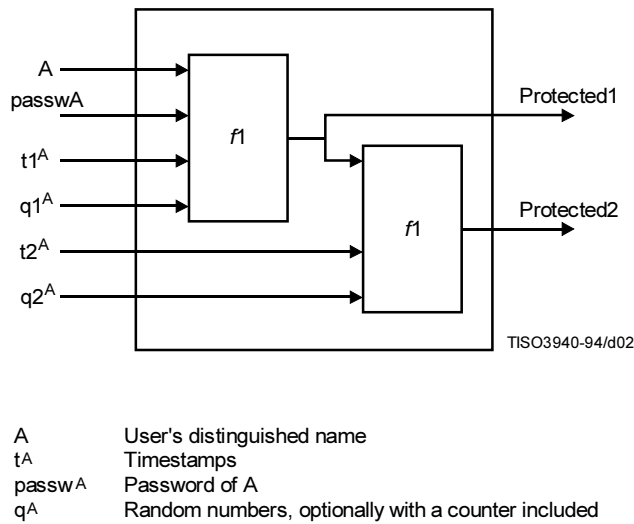 A
passwA
t1A
q1A
t2A
q2A
f1
f1
Protected1
Protected2
TISO3940-94/d02
A User's distinguished name
tA Timestamps
passwA Password of A
qA Random numbers, optionally with a counter included